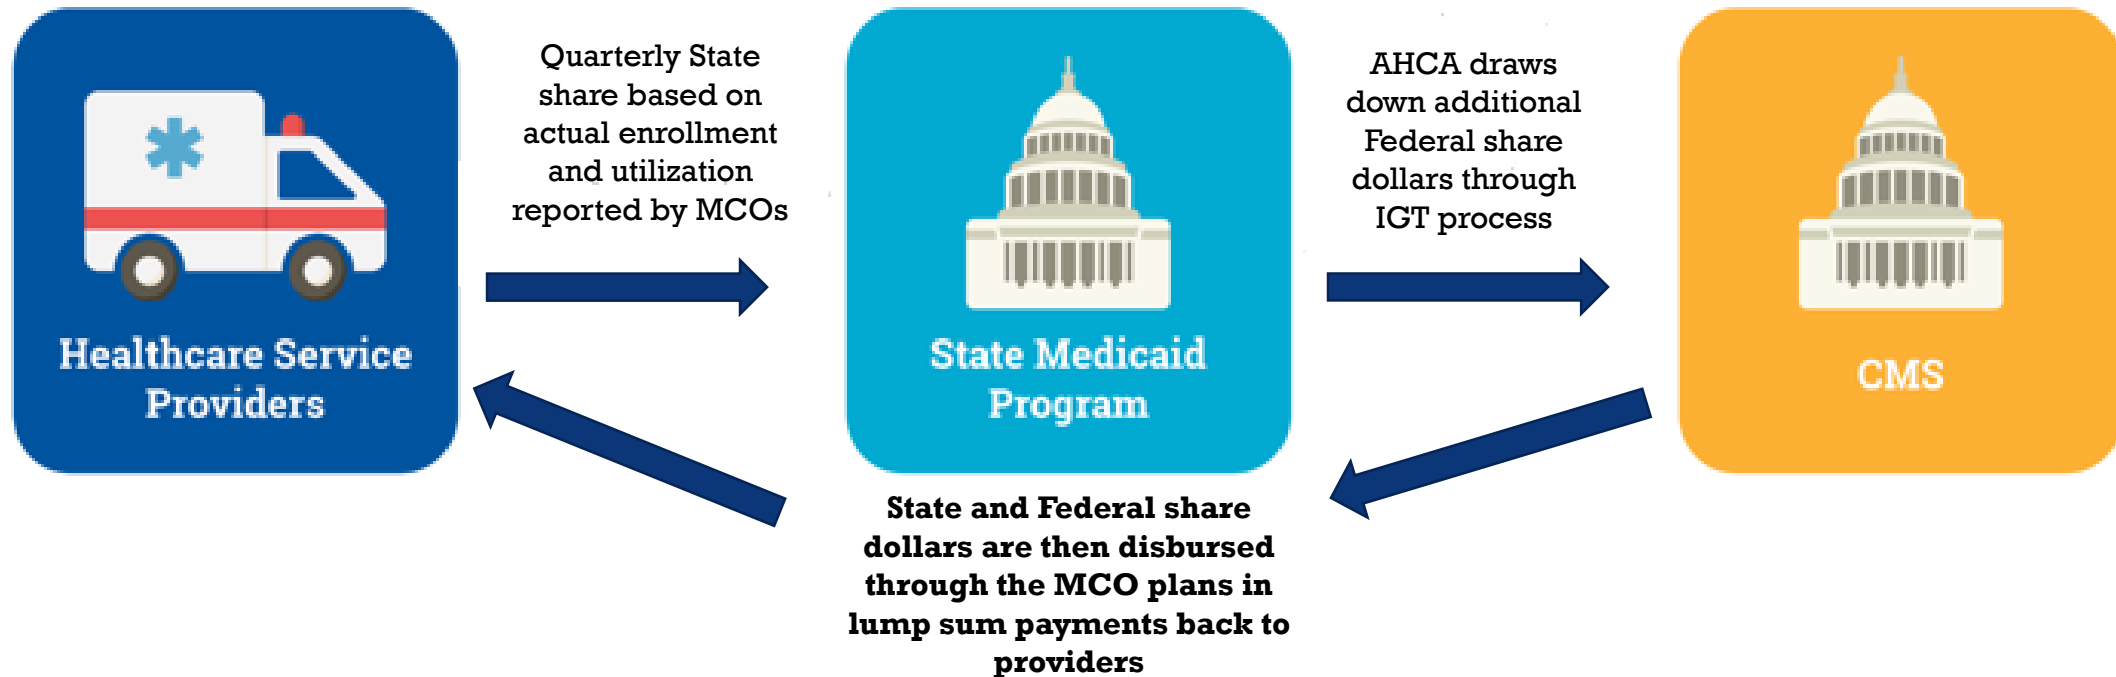 Quarterly State
share based on
actual enrollment
and utilization
reported by MCOs
AHCA draws
down additional
Federal share
dollars through
IGT process
Healthcare Service
Providers
State Medicaid
Program
CMS
State and Federal share
dollars are then disbursed
through the MCO plans in
lump sum payments back to
providers